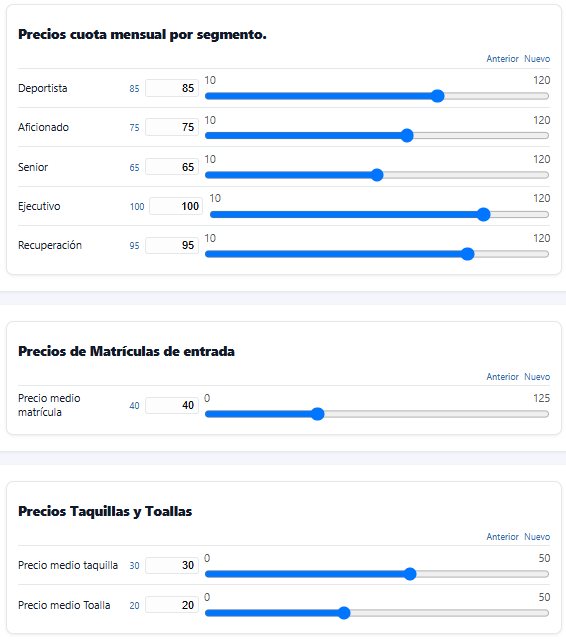 Precios cuota mensual por segmento.
Anterior Nuevo
10 120
Deportista 85 85
10 120
Aficionado 75 75
10 120
Senior 65 65
10 120
Ejecutivo 100 100
10 120
Recuperación 95 95
Precios de Matrículas de entrada
Anterior Nuevo
0 125
Precio medio
matrícula 40 40
Precios Taquillas y Toallas
Anterior Nuevo
0 50
Precio medio taquilla 30 30
0 50
Precio medio Toalla 20 20